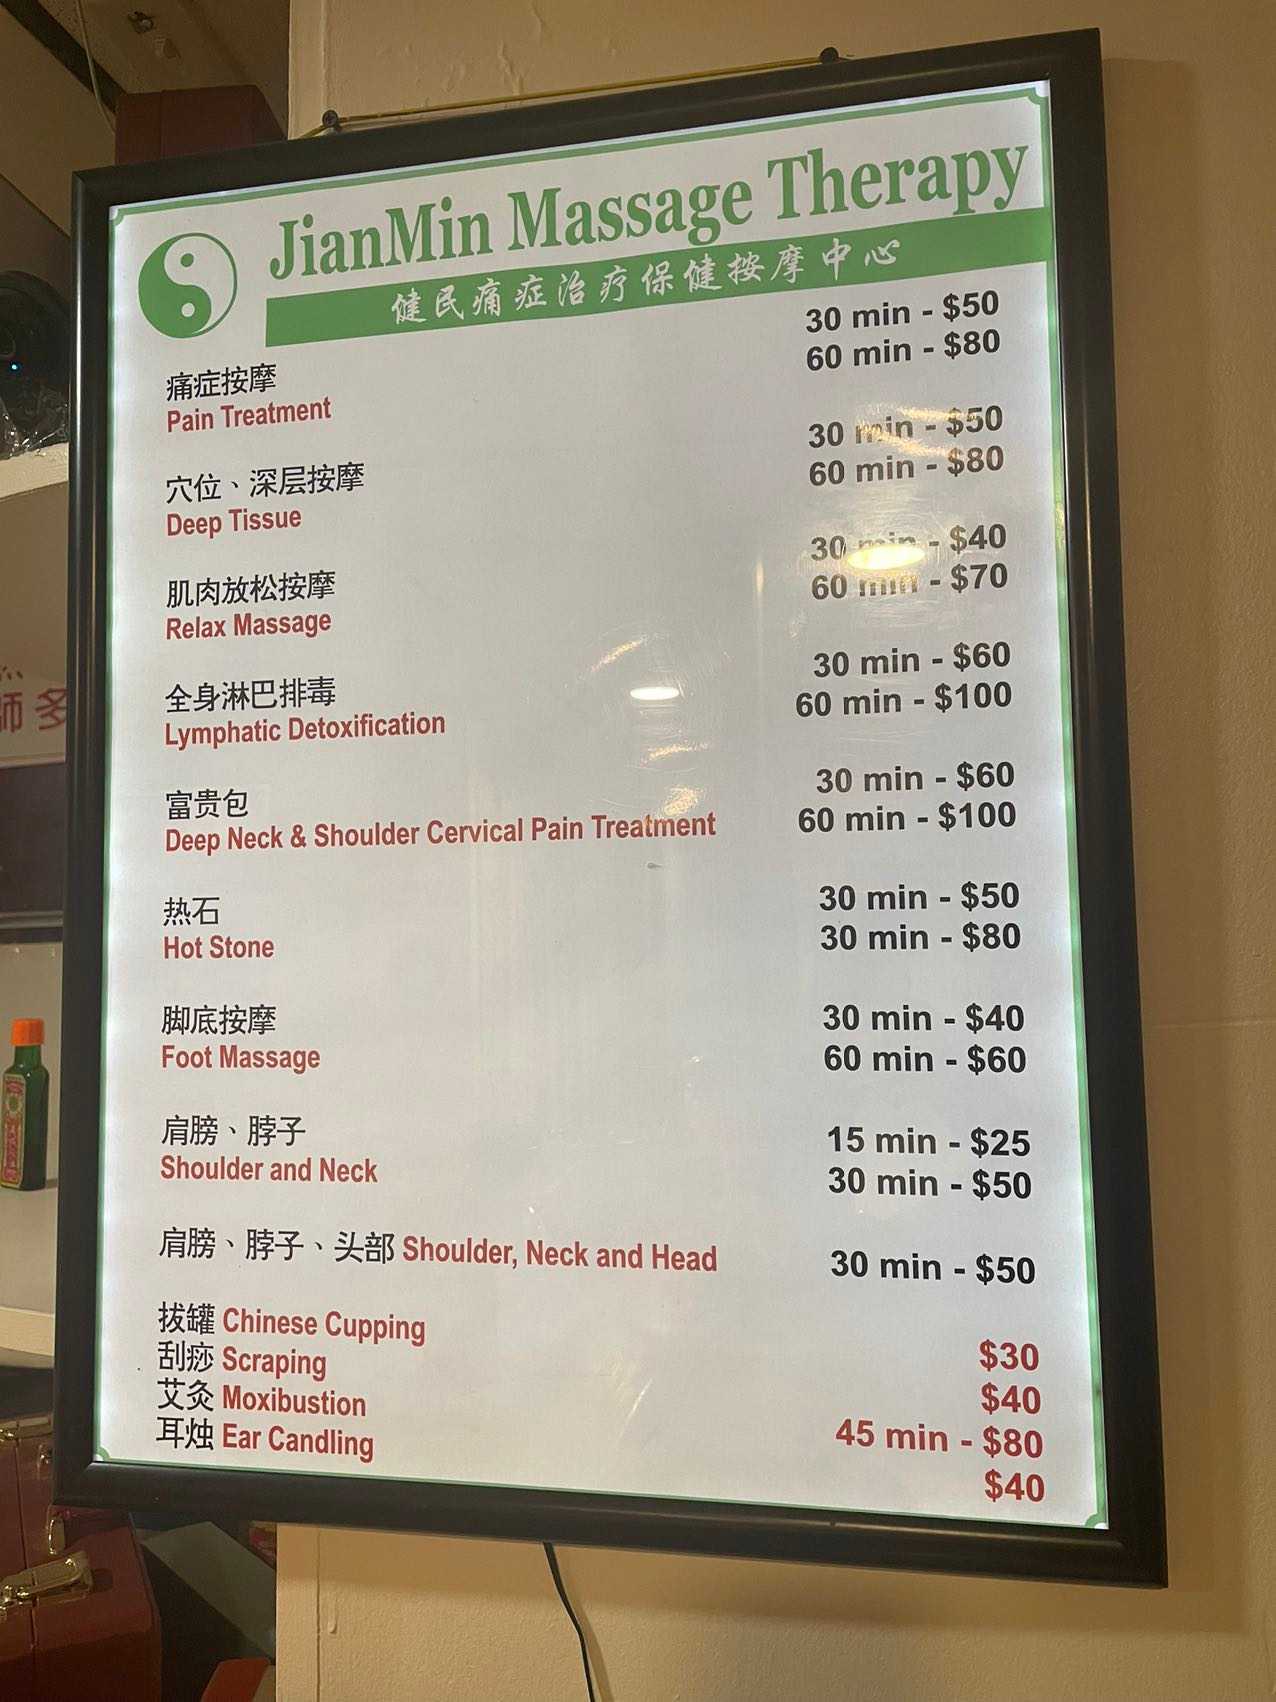 JianMin Massage Therapy
健民痛症治疗保健按摩中心
痛症按摩
Pain Treatment
30 min - $50
60 min - $80
穴位、深层按摩
Deep Tissue
30 min - $50
60 min - $80
肌肉放松按摩
Relax Massage
30 min - $40
60 min - $70
全身淋巴排毒
Lymphatic Detoxification
30 min - $60
60 min - $100
富贵包
Deep Neck & Shoulder Cervical Pain Treatment
30 min - $60
60 min - $100
热石
Hot Stone
30 min - $50
30 min - $80
脚底按摩
Foot Massage
30 min - $40
60 min - $60
肩膀、脖子
Shoulder and Neck
15 min - $25
30 min - $50
肩膀、脖子、头部 Shoulder, Neck and Head
30 min - $50
拔罐 Chinese Cupping
$30
刮痧 Scraping
$40
艾灸 Moxibustion
45 min - $80
耳烛 Ear Candling
$40
師多